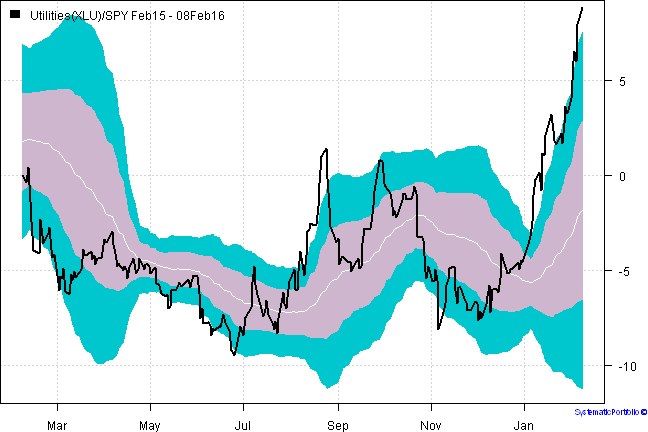 Utilities(XLU)/SPY Feb15 - 08Feb16
5
0
-5
-10
Mar May Jul Sep Nov Jan
SystematicPortfolio ©